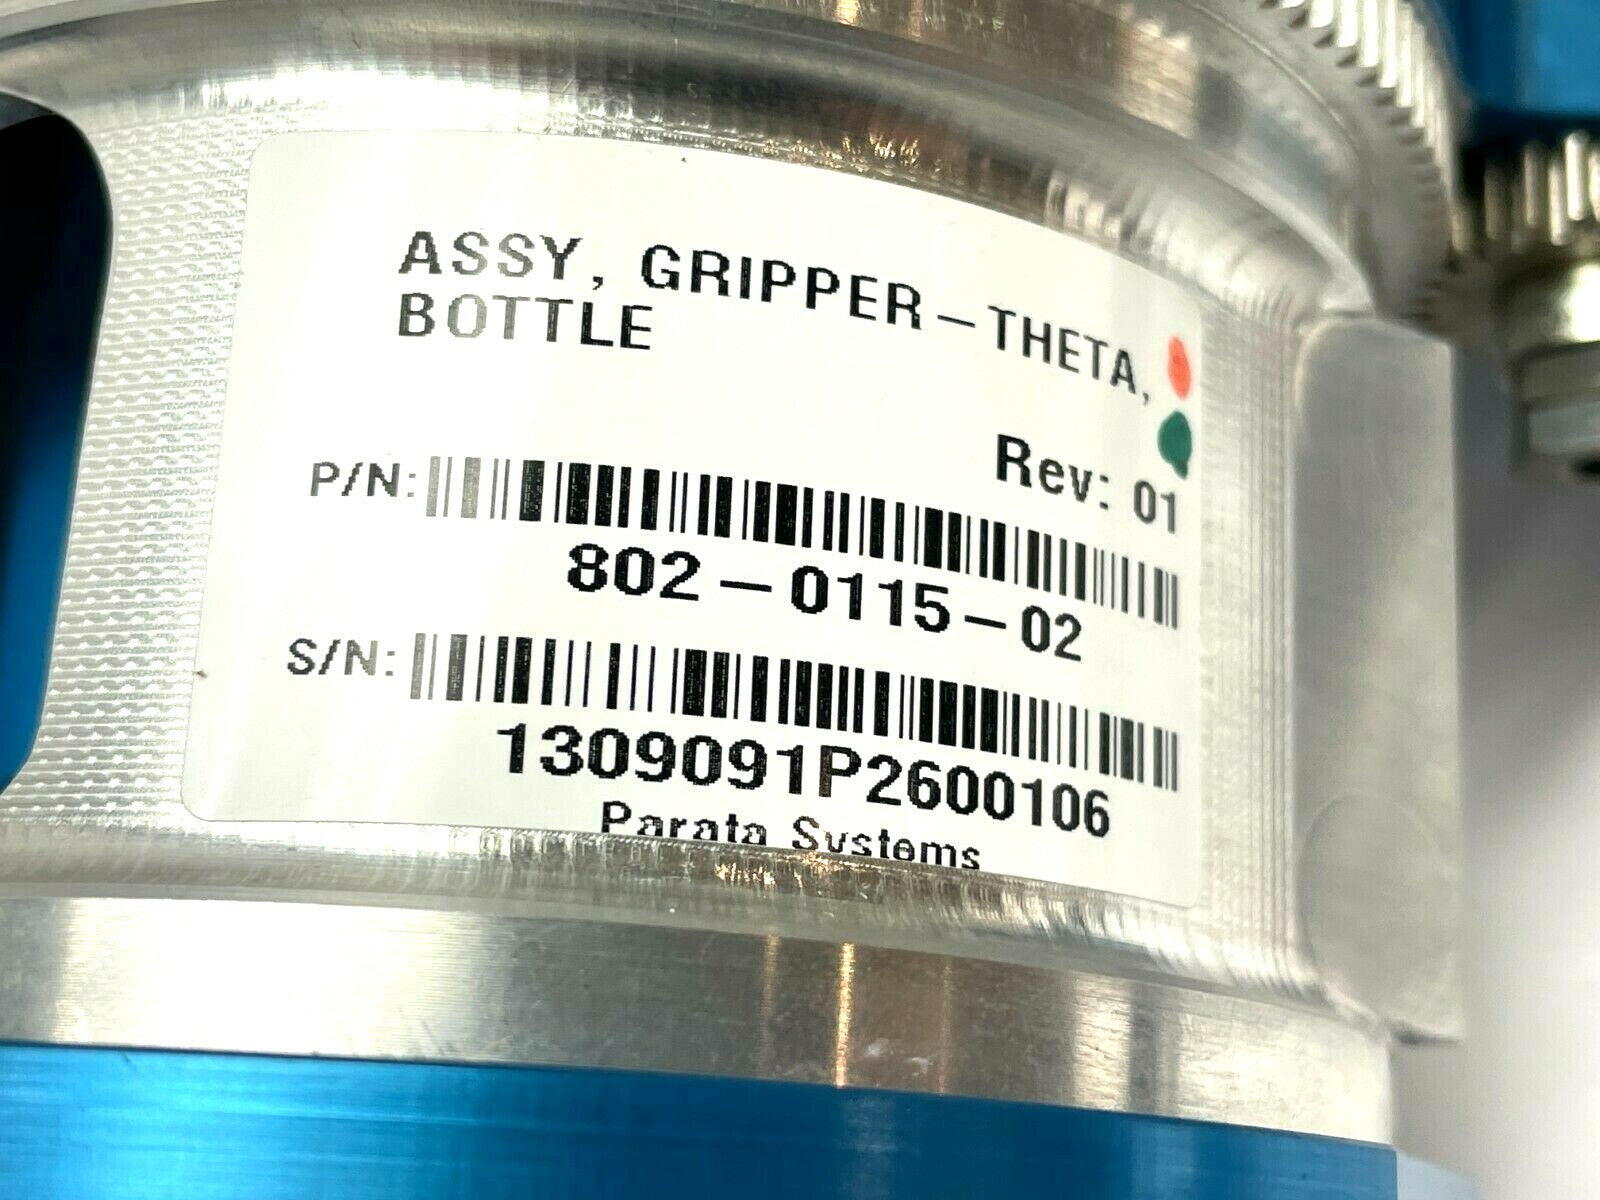 ASSY, GRIPPER-THETA,
BOTTLE
Rev: 01
P/N:
802-0115-02
S/N:
1309091P2600106
Parata Systems